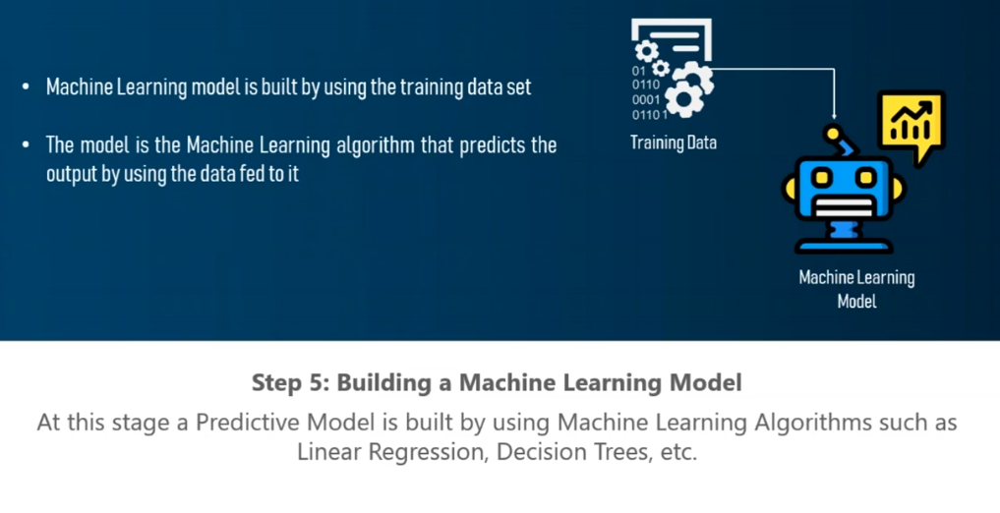 • Machine Learning model is built by using the training data set
• The model is the Machine Learning algorithm that predicts the
output by using the data fed to it
01
0110
0001
01101
Training Data
Machine Learning
Model
Step 5: Building a Machine Learning Model
At this stage a Predictive Model is built by using Machine Learning Algorithms such as
Linear Regression, Decision Trees, etc.